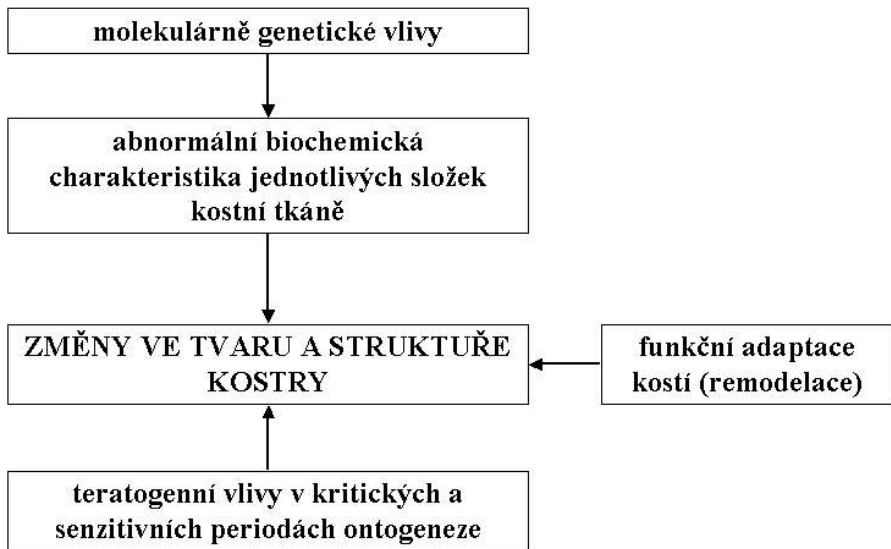 molekulárně genetické vlivy
abnormální biochemická
charakteristika jednotlivých složek
kostní tkáně
ZMĚNY VE TVARU A STRUKTUŘE
KOSTRY
funkční adaptace
kostí (remodelace)
teratogenní vlivy v kritických a
senzitivních periodách ontogeneze